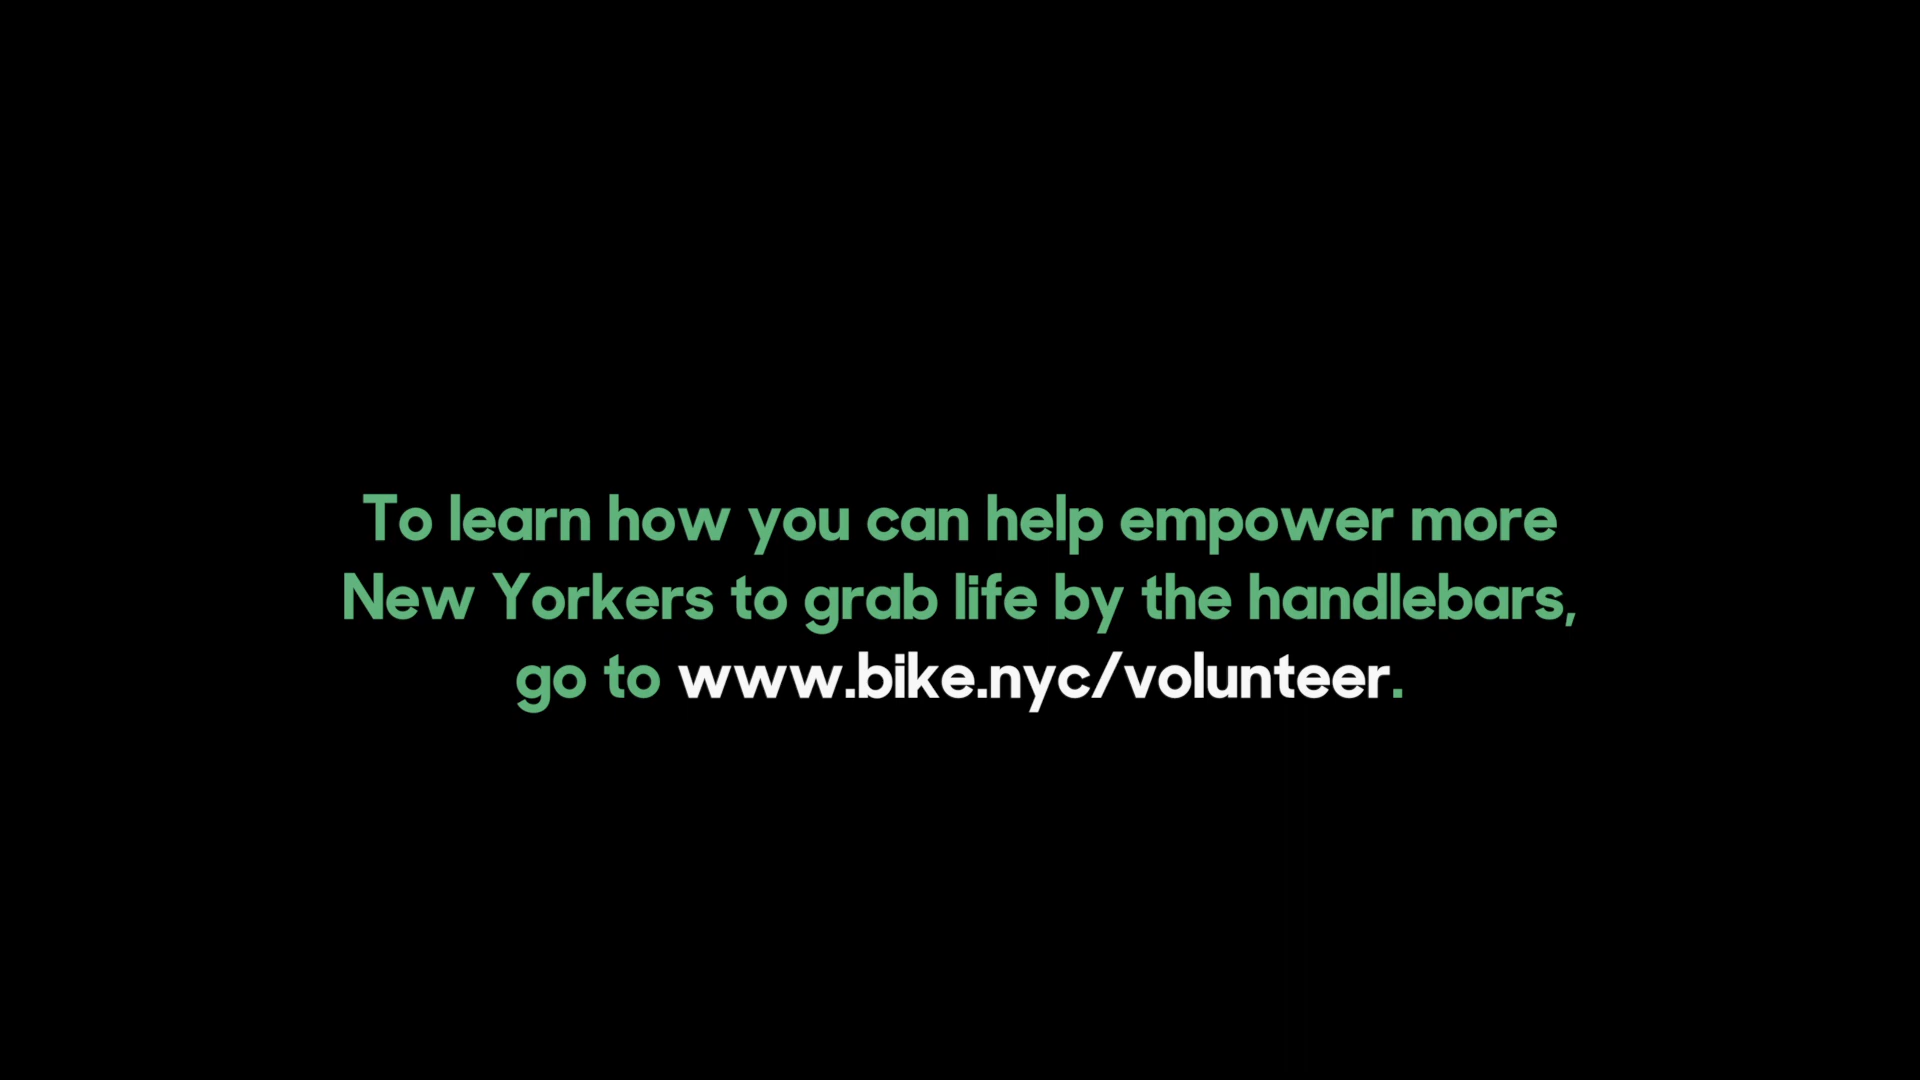 To learn how you can help empower more
New Yorkers to grab life by the handlebars,
go to www.bike.nyc/volunteer.